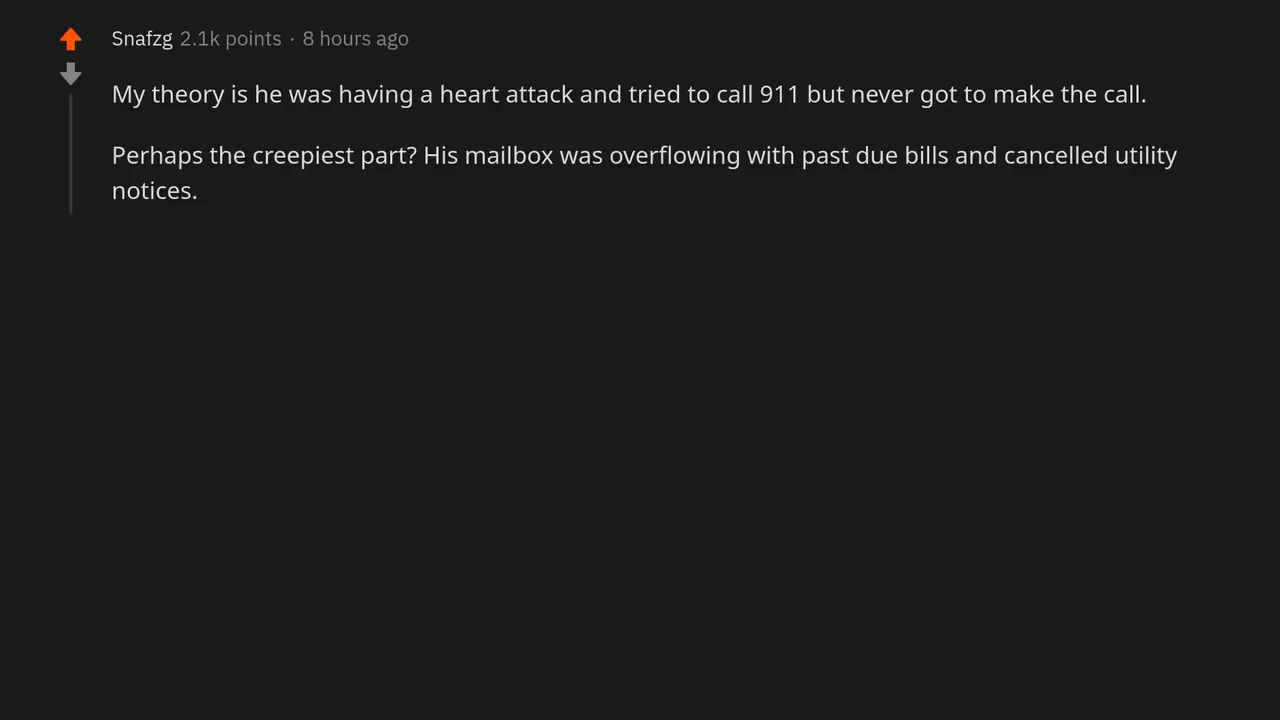 Snafzg 2.1k points · 8 hours ago
My theory is he was having a heart attack and tried to call 911 but never got to make the call.
Perhaps the creepiest part? His mailbox was overflowing with past due bills and cancelled utility
notices.